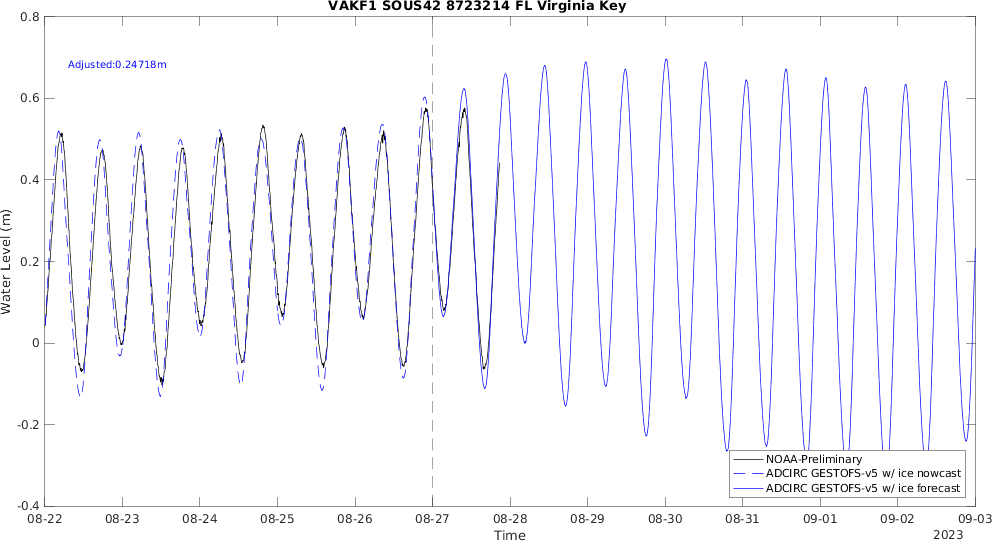 VAKF1 SOUS42 8723214 FL Virginia Key
Adjusted:0.24718m
Water Level (m)
0.8
0.6
0.4
0.2
0
-0.2
-0.4
NOAA-Preliminary
ADCIRC GESTOFS-v5 w/ ice nowcast
ADCIRC GESTOFS-v5 w/ ice forecast
08-22 08-23 08-24 08-25 08-26 08-27 08-28 08-29 08-30 08-31 09-01 09-02 09-03
Time
2023